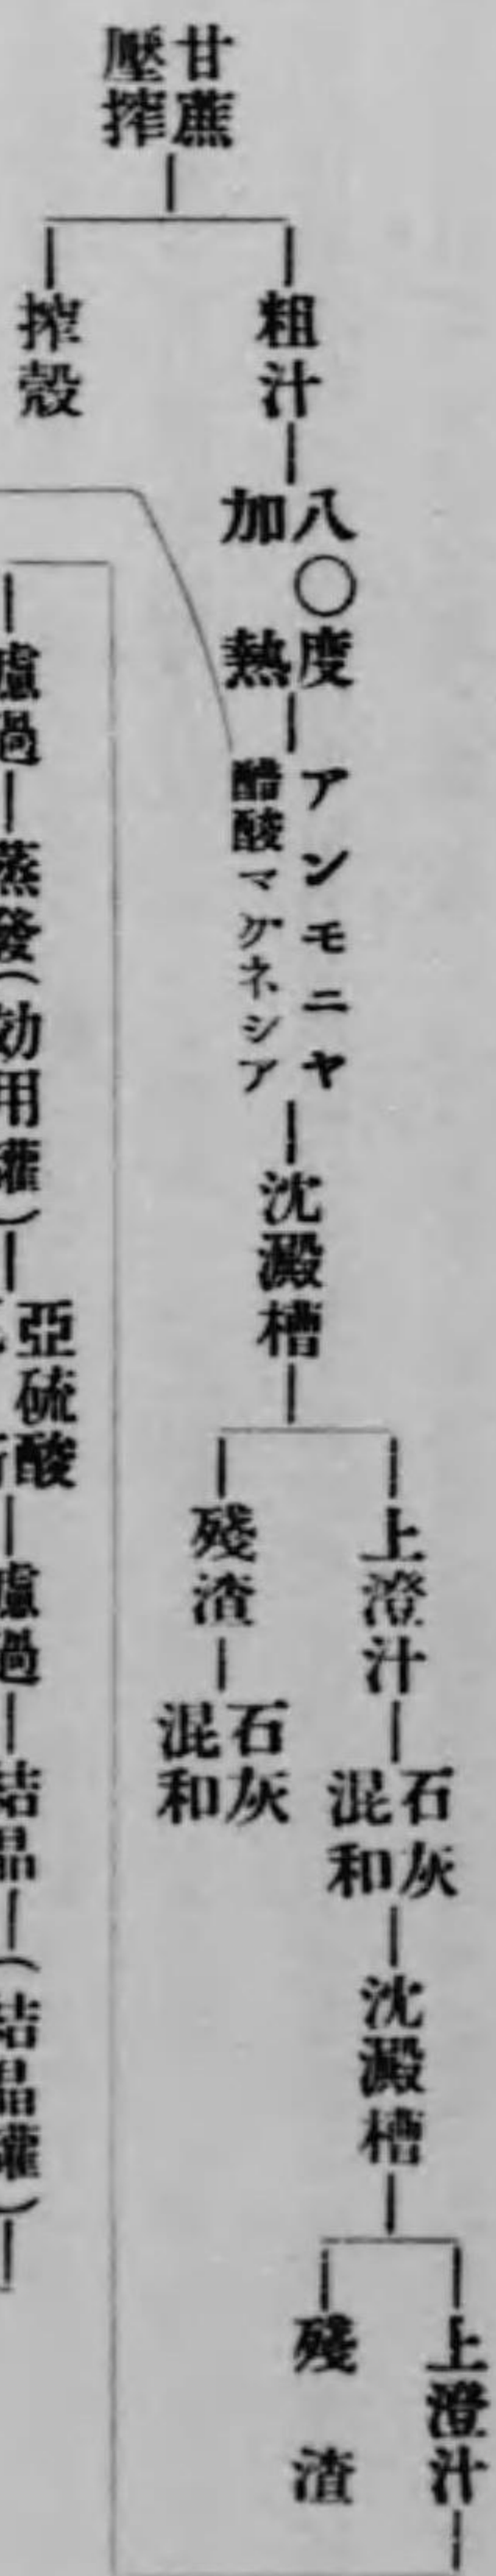 甘蔗
壓搾
粗汁
搾殼
八〇度
加熱
アンモニヤ
醋酸マグネシア
沈澱槽
上澄汁
殘渣
石灰
混和
石灰
混和
沈澱槽
上澄汁
殘渣
濾過
蒸發(効用罐)
亞硫酸
濾過
結晶
(結晶罐)